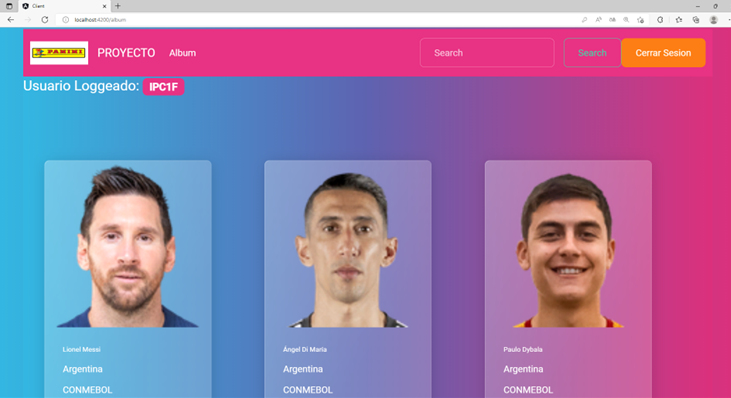 Client
localhost:4200/album
PANINI PROYECTO Album Search Search Cerrar Sesion
Usuario Loggeado: IPC1F
Lionel Messi
Argentina
CONMEBOL
Ángel Di María
Argentina
CONMEBOL
Paulo Dybala
Argentina
CONMEBOL